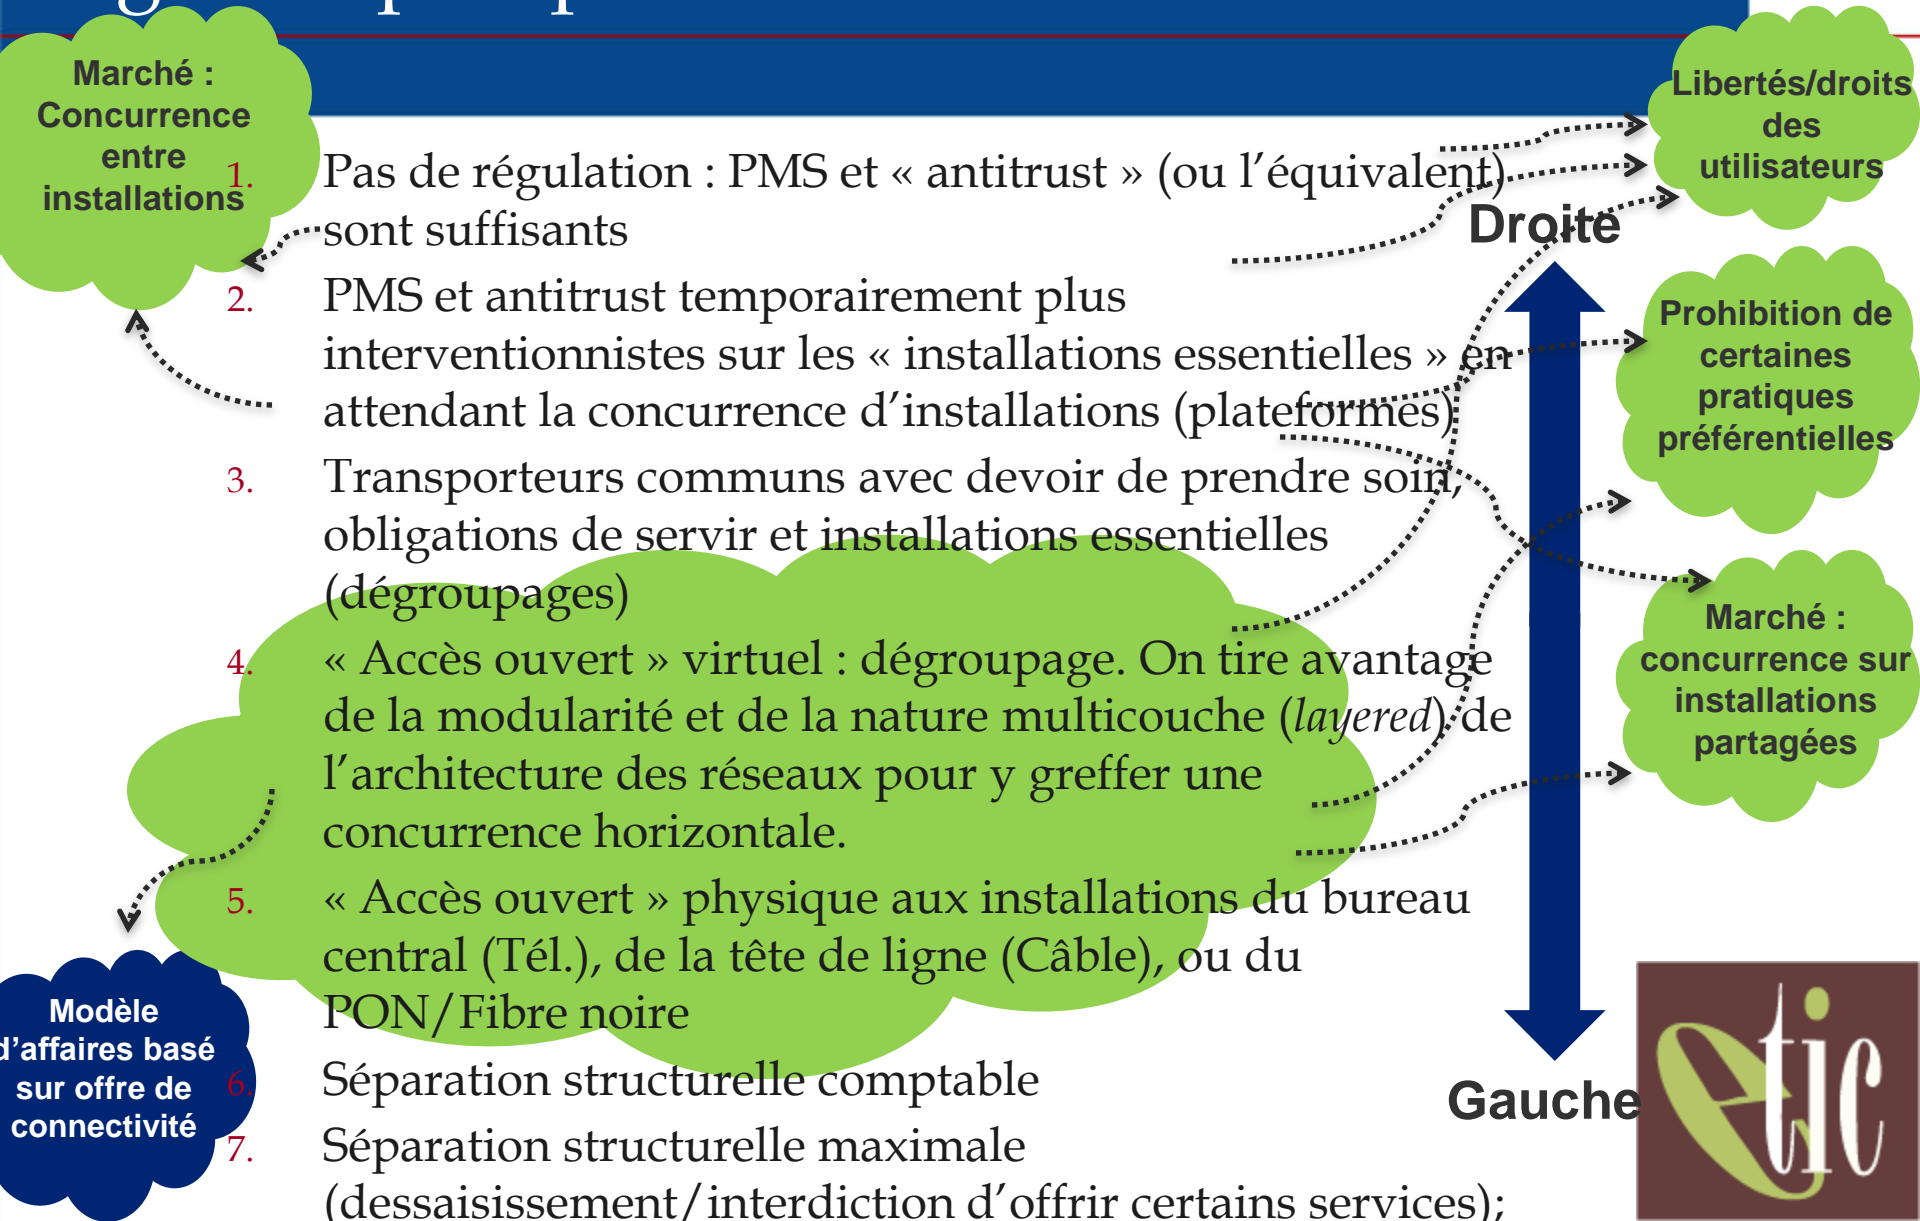 Marché :
Concurrence
entre
installations
1. Pas de régulation : PMS et « antitrust » (ou l’équivalent)
sont suffisants
2. PMS et antitrust temporairement plus
interventionnistes sur les « installations essentielles » en
attendant la concurrence d’installations (plateformes)
3. Transporteurs communs avec devoir de prendre soin,
obligations de servir et installations essentielles
(dégroupages)
4. « Accès ouvert » virtuel : dégroupage. On tire avantage
de la modularité et de la nature multicouche (layered) de
l’architecture des réseaux pour y greffer une
concurrence horizontale.
5. « Accès ouvert » physique aux installations du bureau
central (Tél.), de la tête de ligne (Câble), ou du
PON/Fibre noire
6. Séparation structurelle comptable
7. Séparation structurelle maximale
(dessaisissement/interdiction d’offrir certains services);
Modèle
d’affaires basé
sur offre de
connectivité
Droite
Gauche
Libertés/droits
des
utilisateurs
Prohibition de
certaines
pratiques
préférentielles
Marché :
concurrence sur
installations
partagées
etic